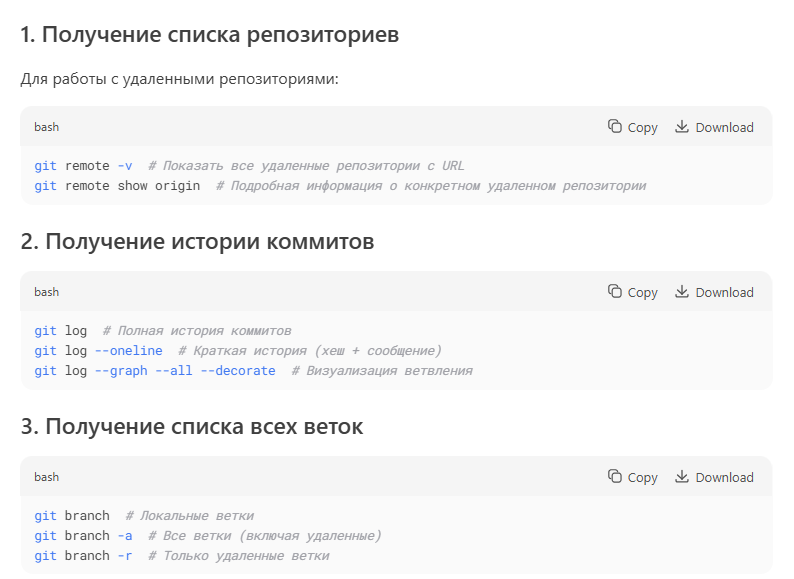 1. Получение списка репозиториев
Для работы с удаленными репозиториями:
bash Copy Download
git remote -v # Показать все удаленные репозитории с URL
git remote show origin # Подробная информация о конкретном удаленном репозитории
2. Получение истории коммитов
bash Copy Download
git log # Полная история коммитов
git log --oneline # Краткая история (хеш + сообщение)
git log --graph --all --decorate # Визуализация ветвления
3. Получение списка всех веток
bash Copy Download
git branch # Локальные ветки
git branch -a # Все ветки (включая удаленные)
git branch -r # Только удаленные ветки